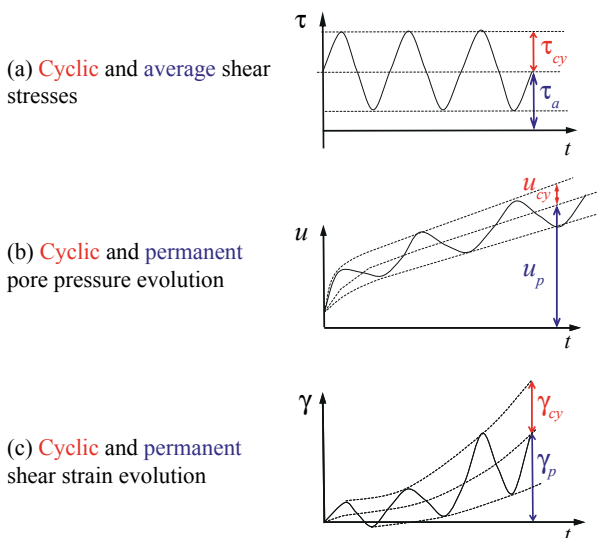 τ
τcy
(a) Cyclic and average shear
stresses
τa
t
ucy
u
(b) Cyclic and permanent
pore pressure evolution
up
t
γ
γcy
(c) Cyclic and permanent
shear strain evolution
γp
t